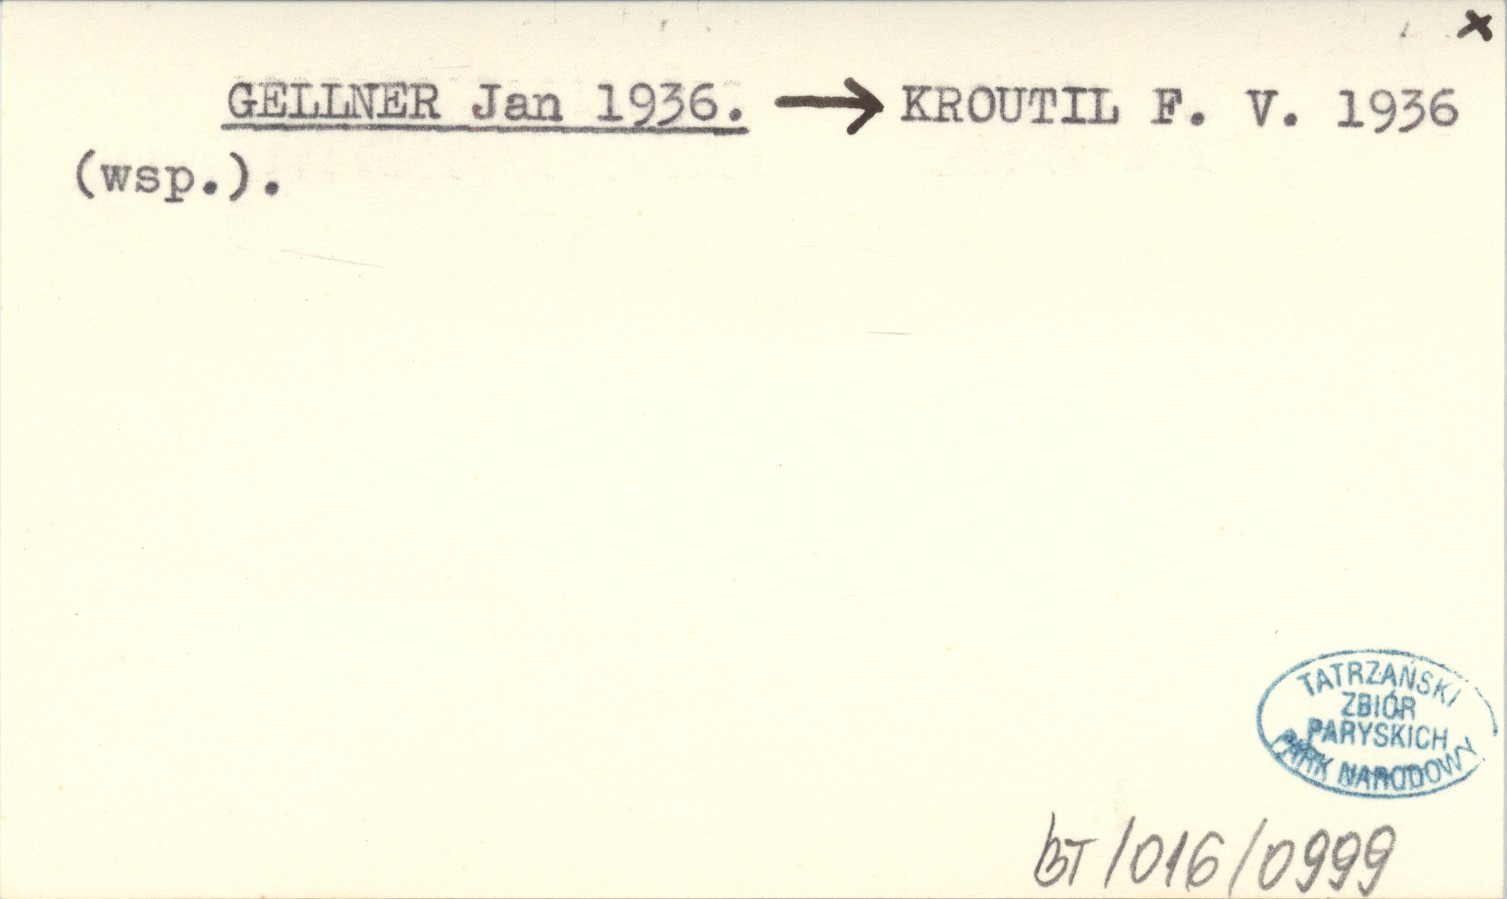 x
GELLNER Jan 1936. → KROUTIL F. V. 1936
(wsp.).
TATRZAŃSKI
ZBIÓR
PARYSKICH
PARK NARODOWY
BT/016/0999